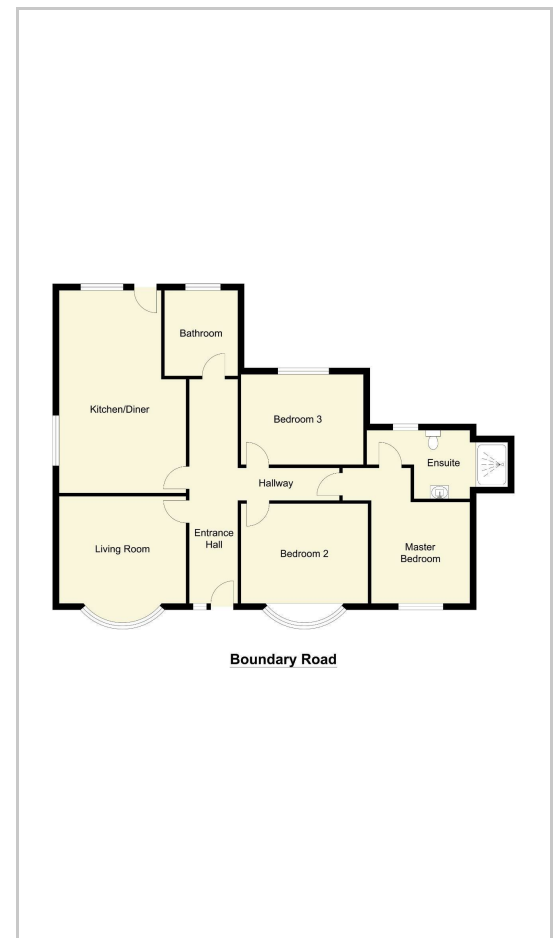 Bathroom
Kitchen/Diner
Bedroom 3
Ensuite
Hallway
Living Room
Entrance
Hall
Bedroom 2
Master
Bedroom
Boundary Road